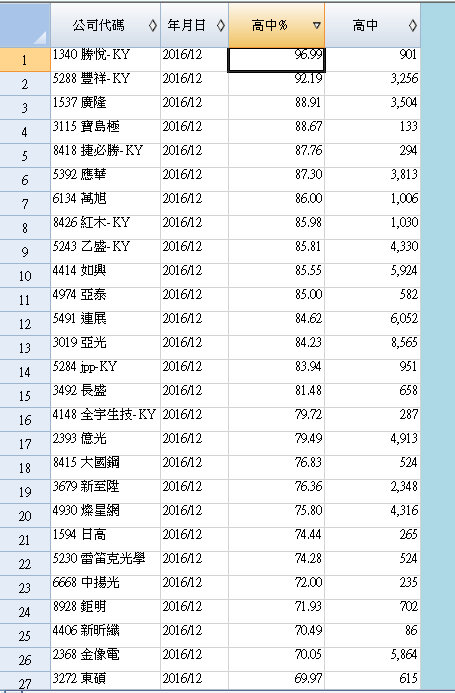 公司代碼 年月日 高中% 高中
1 1340 勝悅-KY 2016/12 96.99 901
2 5288 豐祥-KY 2016/12 92.19 3,256
3 1537 廣隆 2016/12 88.91 3,504
4 3115 寶島極 2016/12 88.67 133
5 8418 捷必勝-KY 2016/12 87.76 294
6 5392 應華 2016/12 87.30 3,813
7 6134 萬旭 2016/12 86.00 1,006
8 8426 紅木-KY 2016/12 85.98 1,030
9 5243 乙盛-KY 2016/12 85.81 4,330
10 4414 如興 2016/12 85.55 5,924
11 4974 亞泰 2016/12 85.00 582
12 5491 連展 2016/12 84.62 6,052
13 3019 亞光 2016/12 84.23 8,565
14 5284 jpp-KY 2016/12 83.94 951
15 3492 長盛 2016/12 81.48 658
16 4148 全宇生技-KY 2016/12 79.72 287
17 2393 億光 2016/12 79.49 4,913
18 8415 大國鋼 2016/12 76.83 524
19 3679 新至陞 2016/12 76.36 2,348
20 4930 燦星網 2016/12 75.80 4,316
21 1594 日高 2016/12 74.44 265
22 5230 雷笛克光學 2016/12 74.28 524
23 6668 中揚光 2016/12 72.00 235
24 8928 鉅明 2016/12 71.93 702
25 4406 新昕纖 2016/12 70.49 86
26 2368 金像電 2016/12 70.05 5,864
27 3272 東碩 2016/12 69.97 615